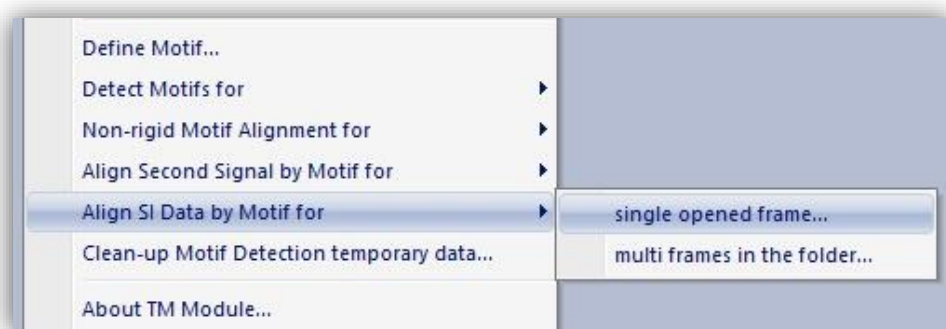 Define Motif...
Detect Motifs for
Non-rigid Motif Alignment for
Align Second Signal by Motif for
Align SI Data by Motif for
single opened frame...
Clean-up Motif Detection temporary data...
multi frames in the folder...
About TM Module...